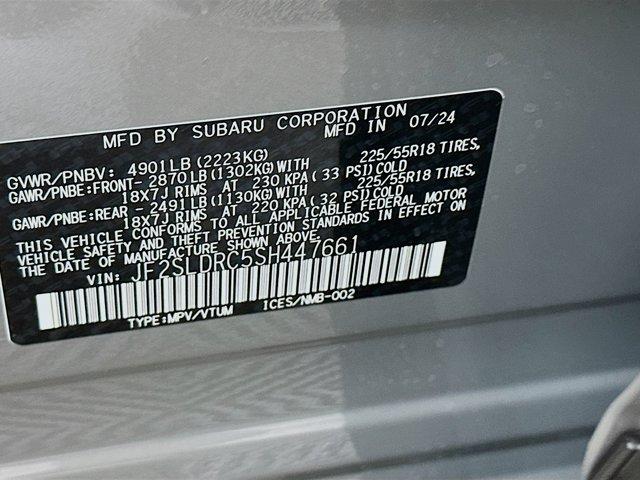 MFD BY SUBARU CORPORATION
MFD IN 07/24
GVWR/PNBV: 4901LB (2223KG)
GAWR/PNBE:FRONT- 2870LB (1302KG)WITH 225/55R18 TIRES,
18X7J RIMS AT 230 KPA (33 PSI)COLD
GAWR/PNBE:REAR - 2491LB (1130KG)WITH 225/55R18 TIRES,
18X7J RIMS AT 220 KPA (32 PSI)COLD
THIS VEHICLE CONFORMS TO ALL APPLICABLE FEDERAL MOTOR
VEHICLE SAFETY AND THEFT PREVENTION STANDARDS IN EFFECT ON
THE DATE OF MANUFACTURE SHOWN ABOVE.
VIN: JF2SLDRC5SH447661
TYPE:MPV/VTUM ICES/NMB-002